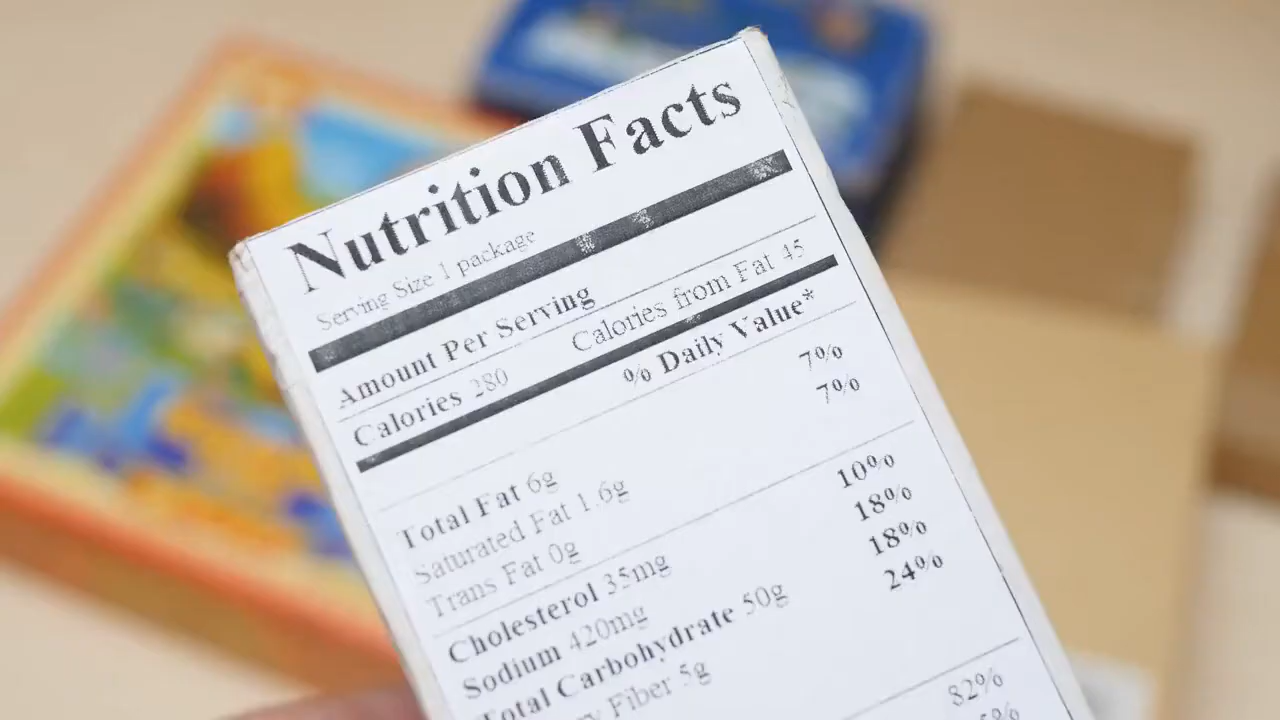 Nutrition Facts
Serving Size 1 package
Amount Per Serving
Calories 280 Calories from Fat 45
% Daily Value*
Total Fat 6g 7%
Saturated Fat 1.6g 7%
Trans Fat 0g
Cholesterol 35mg 10%
Sodium 420mg 18%
Total Carbohydrate 50g 18%
Fiber 5g 24%
82%